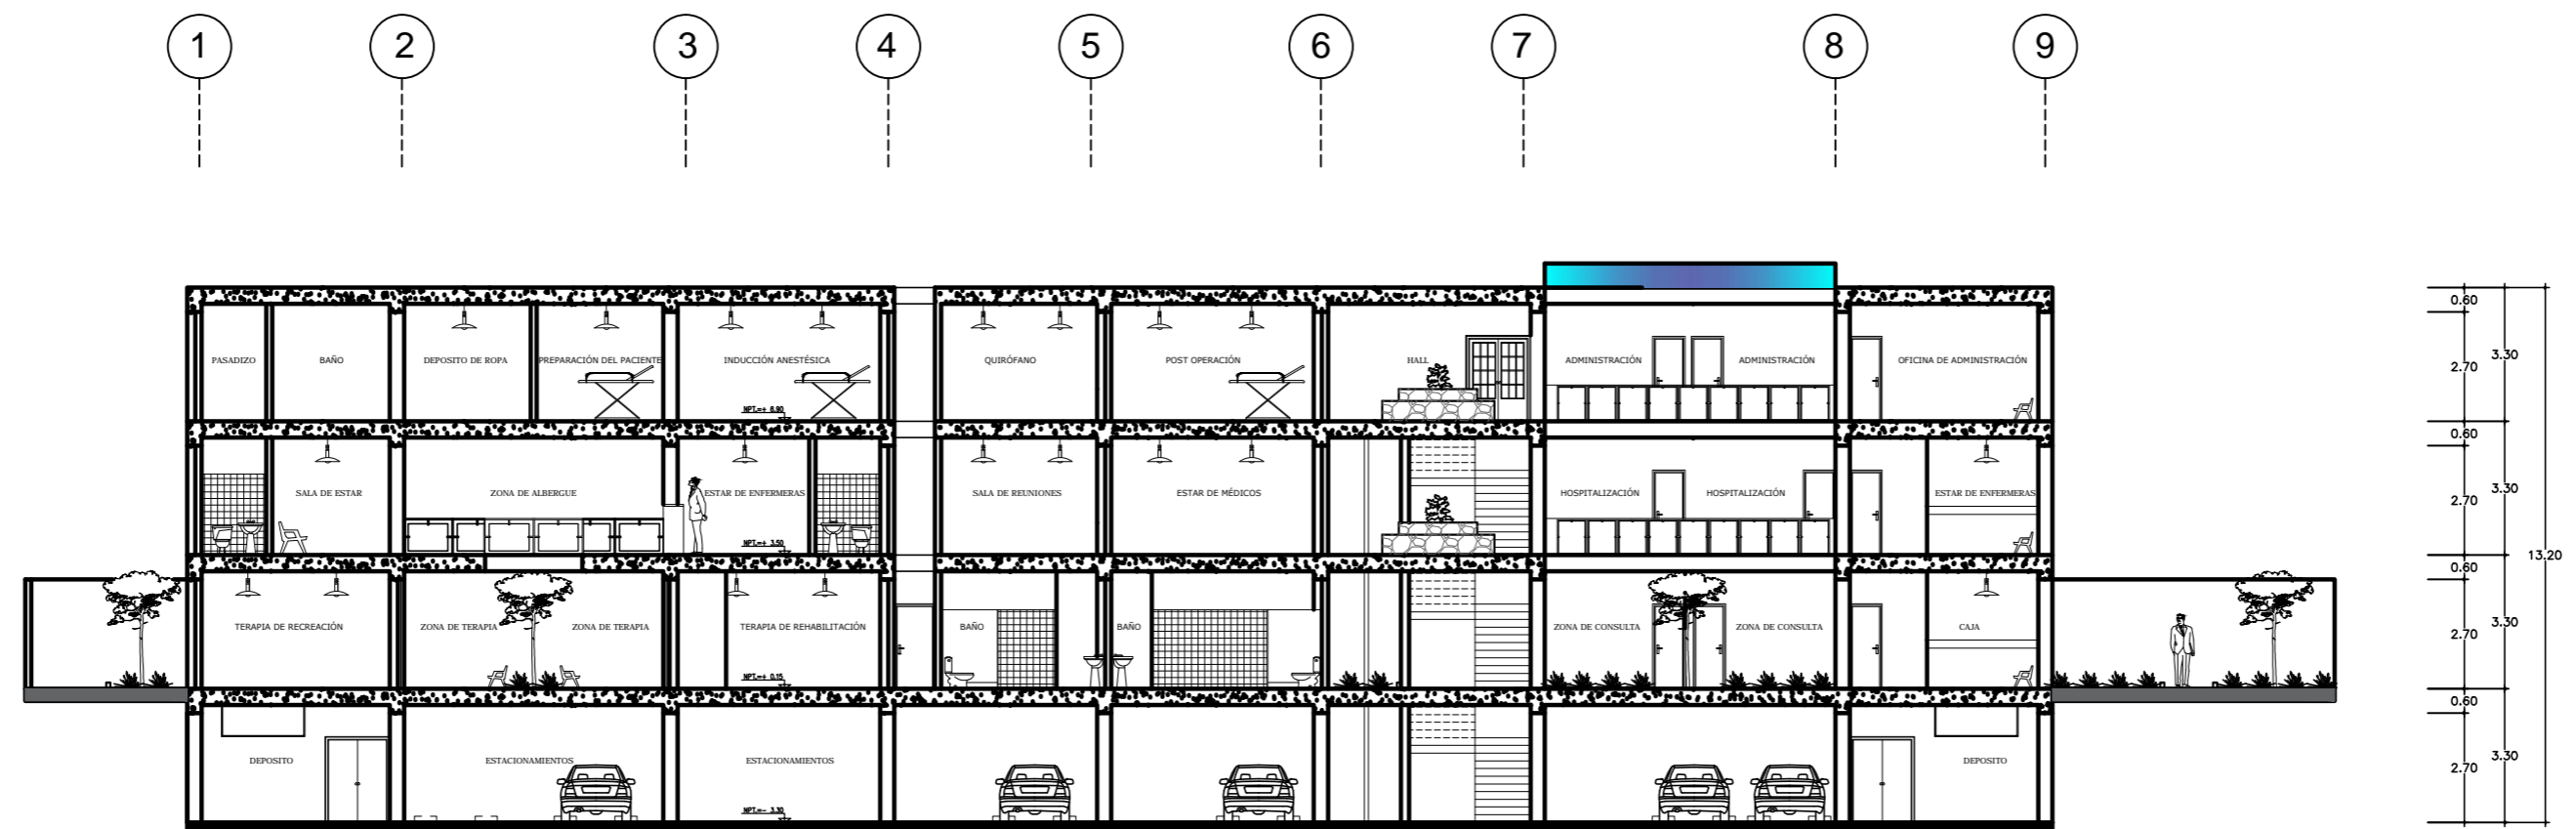 1 2 3 4 5 6 7 8 9
0.60
PASADIZO BAÑO DEPOSITO DE ROPA PREPARACIÓN DEL PACIENTE INDUCCIÓN ANESTÉSICA QUIRÓFANO POST OPERACIÓN HALL ADMINISTRACIÓN ADMINISTRACIÓN OFICINA DE ADMINISTRACIÓN 3.30
2.70
NPT.=+ 6.80
0.60
SALA DE ESTAR ZONA DE ALBERGUE ESTAR DE ENFERMERAS SALA DE REUNIONES ESTAR DE MÉDICOS HOSPITALIZACIÓN HOSPITALIZACIÓN ESTAR DE ENFERMERAS 3.30
2.70
NPT.=+ 3.50
13.20
0.60
TERAPIA DE RECREACIÓN ZONA DE TERAPIA ZONA DE TERAPIA TERAPIA DE REHABILITACIÓN BAÑO BAÑO ZONA DE CONSULTA ZONA DE CONSULTA CAJA 3.30
2.70
NPT.=+ 0.15
0.60
DEPOSITO ESTACIONAMIENTOS ESTACIONAMIENTOS DEPOSITO 3.30
2.70
NPT.=- 3.30